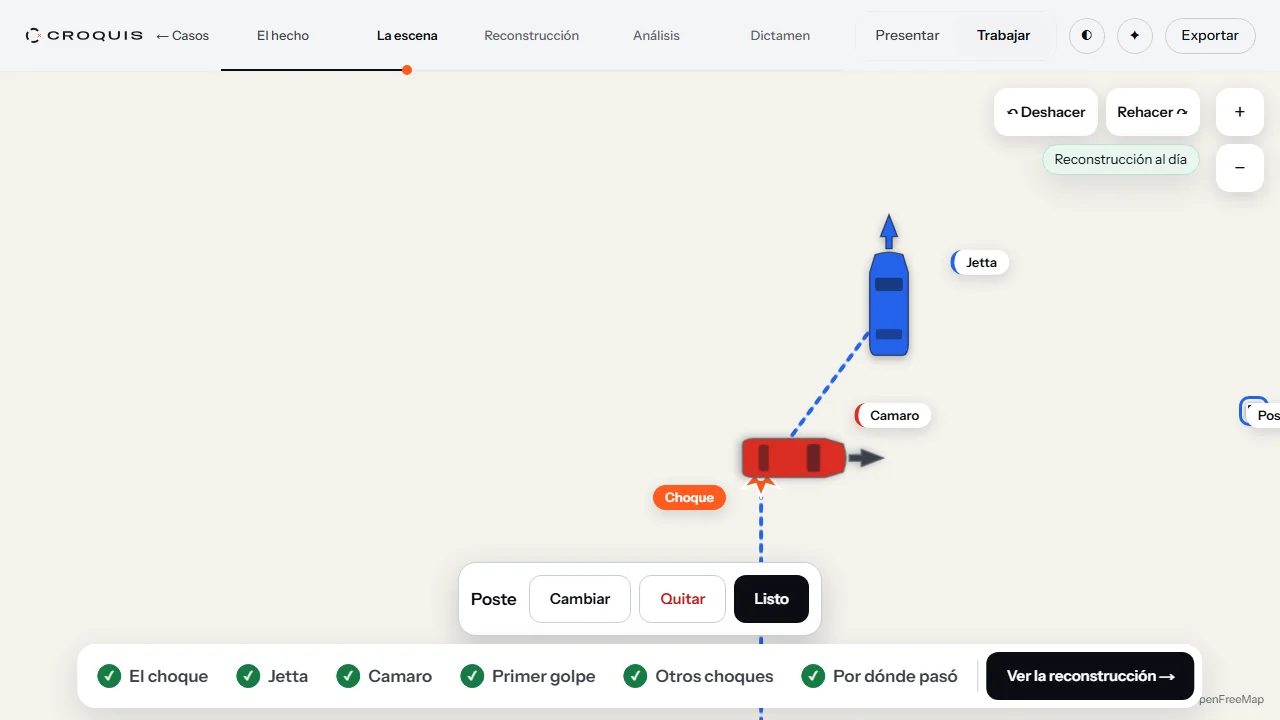 CROQUIS
← Casos
El hecho
La escena
Reconstrucción
Análisis
Dictamen
Presentar
Trabajar
Exportar
Deshacer
Rehacer
+
Reconstrucción al día
−
Jetta
Camaro
Pos
Choque
Poste
Cambiar
Quitar
Listo
El choque
Jetta
Camaro
Primer golpe
Otros choques
Por dónde pasó
Ver la reconstrucción →
penFreeMap